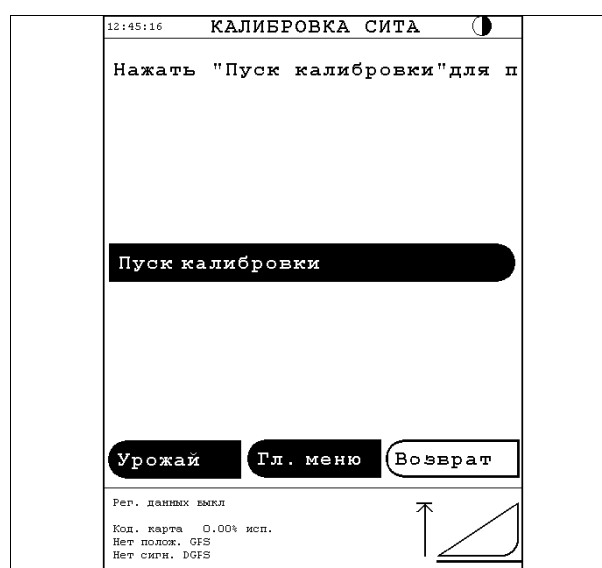 12:45:16 КАЛИБРОВКА СИТА
Нажать "Пуск калибровки"для п
Пуск калибровки
Урожай Гл. меню Возврат
Рег. данных выкл
Код. карта 0.00% исп.
Нет полож. GPS
Нет сигн. DGPS